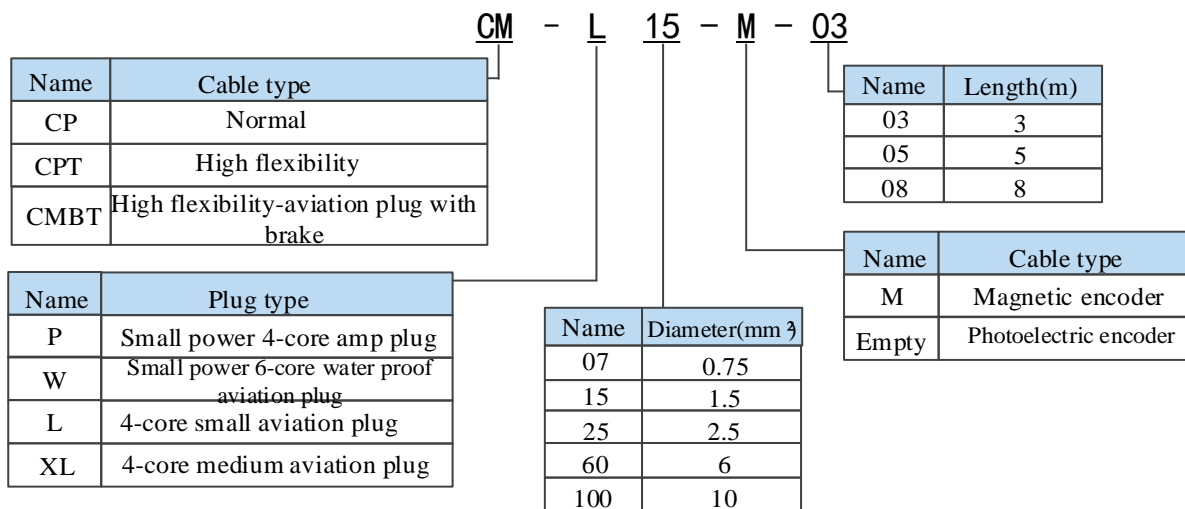 CM - L 15 - M - 03
Name Cable type
CP Normal
CPT High flexibility
CMBT High flexibility-aviation plug with
brake
Name Plug type
P Small power 4-core amp plug
W Small power 6-core water proof
aviation plug
L 4-core small aviation plug
XL 4-core medium aviation plug
Name Diameter(mm²)
07 0.75
15 1.5
25 2.5
60 6
100 10
Name Length(m)
03 3
05 5
08 8
Name Cable type
M Magnetic encoder
Empty Photoelectric encoder